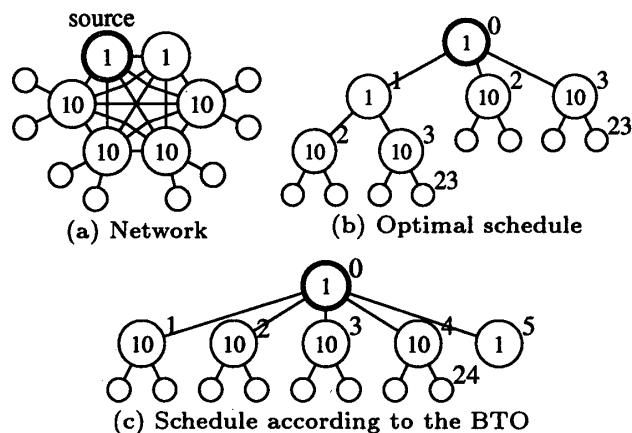 source
1 1
10 10
10 10
(a) Network
0
1
1 2 3
1 10 10
2 3 23
10 10
23
(b) Optimal schedule
0
1
1 2 3 4 5
10 10 10 10 1
24
(c) Schedule according to the BTO